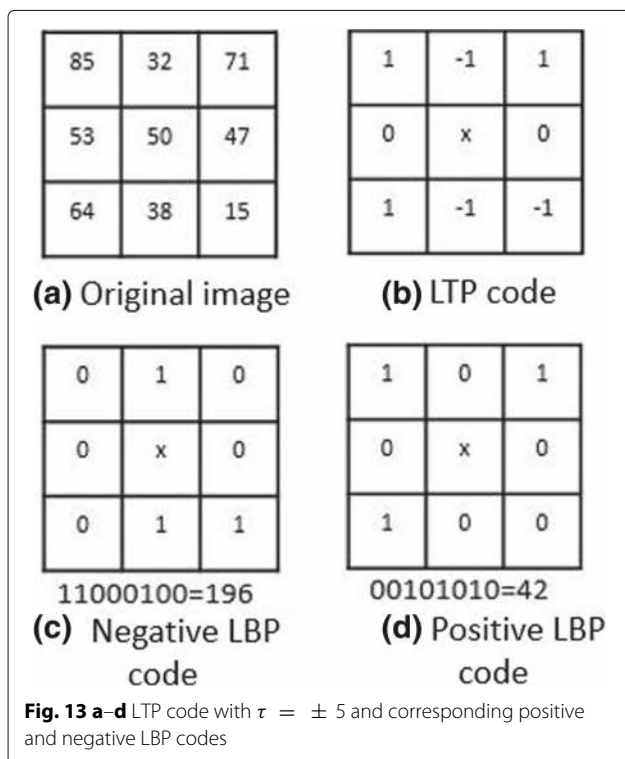 85 32 71 1 -1 1
53 50 47 0 x 0
64 38 15 1 -1 -1
(a) Original image (b) LTP code
0 1 0 1 0 1
0 x 0 0 x 0
0 1 1 1 0 0
11000100=196 00101010=42
(c) Negative LBP (d) Positive LBP
code code
Fig. 13 a–d LTP code with τ = ± 5 and corresponding positive
and negative LBP codes